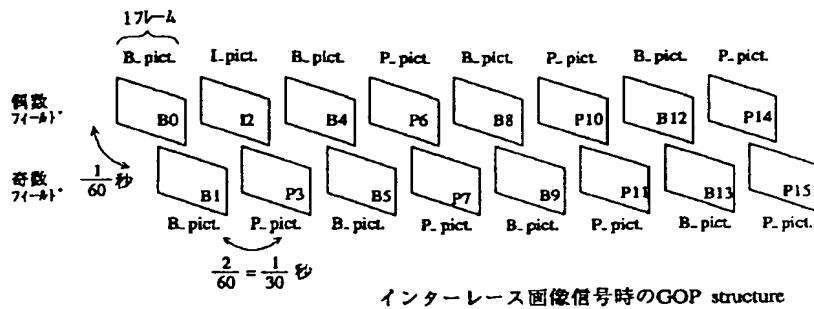 1フレーム
B_pict. I_pict. B_pict. P_pict. B_pict. P_pict. B_pict. P_pict.
偶数
フィールド
B0 I2 B4 P6 B8 P10 B12 P14
1/60 秒
奇数
フィールド
B1 P3 B5 P7 B9 P11 B13 P15
B_pict. P_pict. B_pict. P_pict. B_pict. P_pict. B_pict. P_pict.
2/60 = 1/30 秒
インターレース画像信号時のGOP structure